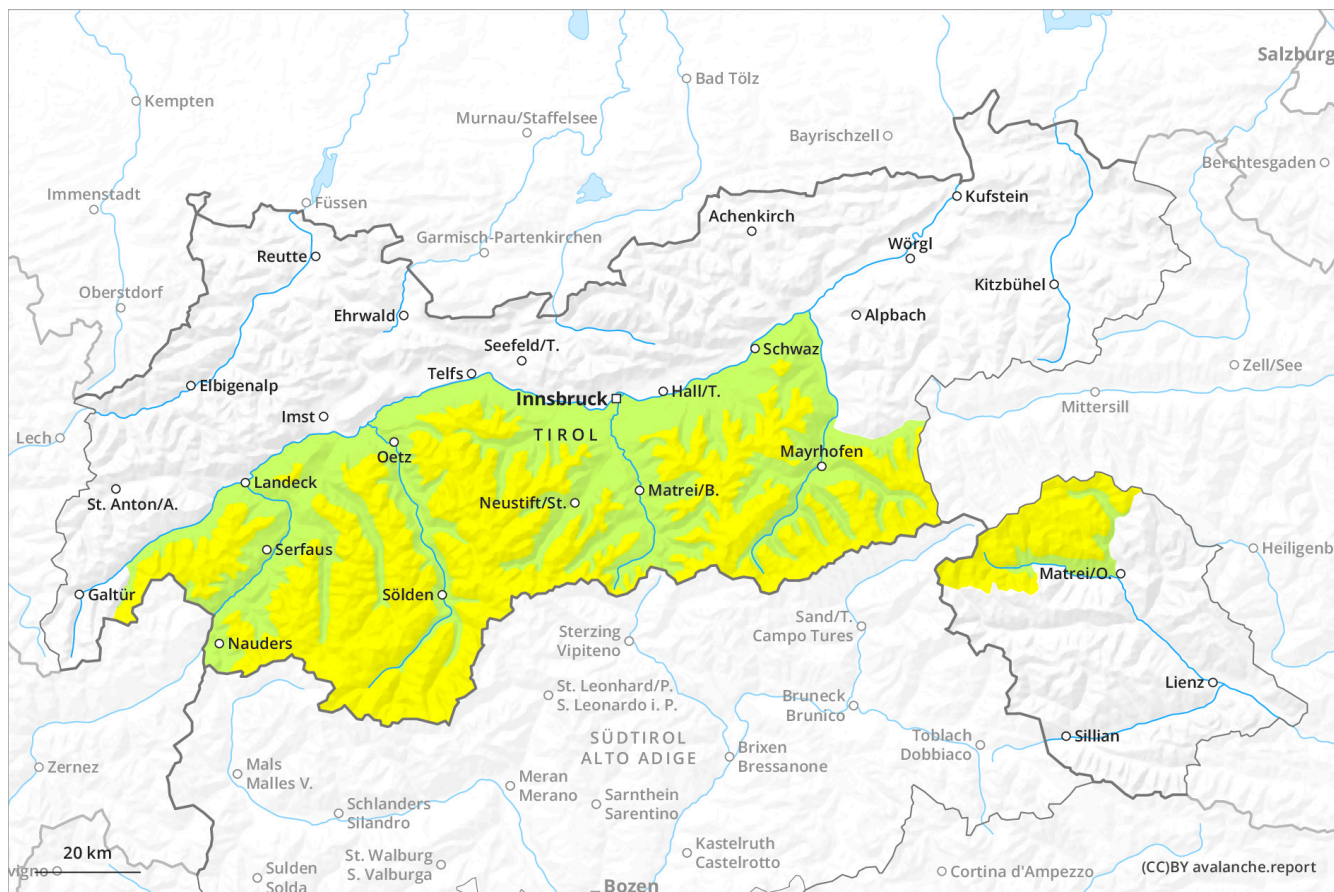 Salzburg
Kempten
Bad Tölz
Murnau/Staffelsee
Bayrischzell
Berchtesgaden
Immenstadt
Füssen
Kufstein
Achenkirch
Garmisch-Partenkirchen
Wörgl
Reutte
Kitzbühel
Oberstdorf
Ehrwald
Alpbach
Seefeld/T.
Schwaz
Zell/See
Telfs
Elbigenalp
Innsbruck
Hall/T.
Mittersill
Imst
Lech
TIROL
Oetz
Mayrhofen
Landeck
St. Anton/A.
Neustift/St.
Matrei/B.
Serfaus
Heiligenb
Galtür
Sölden
Matrei/O.
Sand/T.
Campo Tures
Nauders
Sterzing
Vipiteno
St. Leonhard/P.
S. Leonardo i. P.
Lienz
Bruneck
Brunico
SÜDTIROL
ALTO ADIGE
Toblach
Dobbiaco
Sillian
Brixen
Bressanone
Zernez
Mals
Malles V.
Meran
Merano
Sarnthein
Sarentino
Schlanders
Silandro
Kastelruth
Castelrotto
20 km
St. Walburg
S. Valburga
vigno
Sulden
Solda
Cortina d'Ampezzo
(CC)BY avalanche.report
Bozen